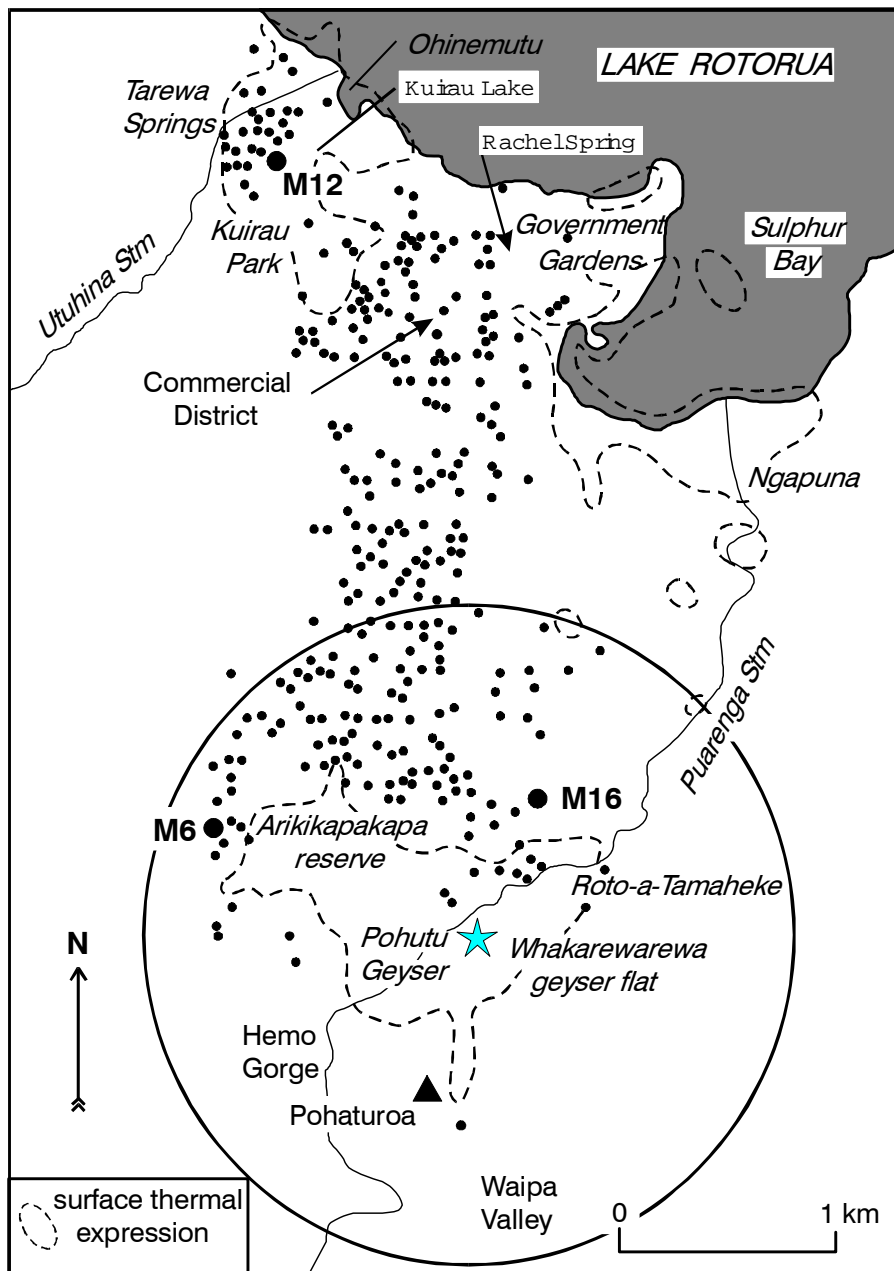 Ohinemutu
LAKE ROTORUA
Tarewa
Springs
Kuirau Lake
Rachel Spring
M12
Government
Gardens
Sulphur
Bay
Kuirau
Park
Utuhina Stm
Commercial
District
Ngapuna
Puarenga Stm
M16
M6
Arikikapakapa
reserve
Roto-a-Tamaheke
N
Pohutu
Geyser
Whakarewarewa
geyser flat
Hemo
Gorge
Pohaturoa
Waipa
Valley
0 1 km
surface thermal
expression